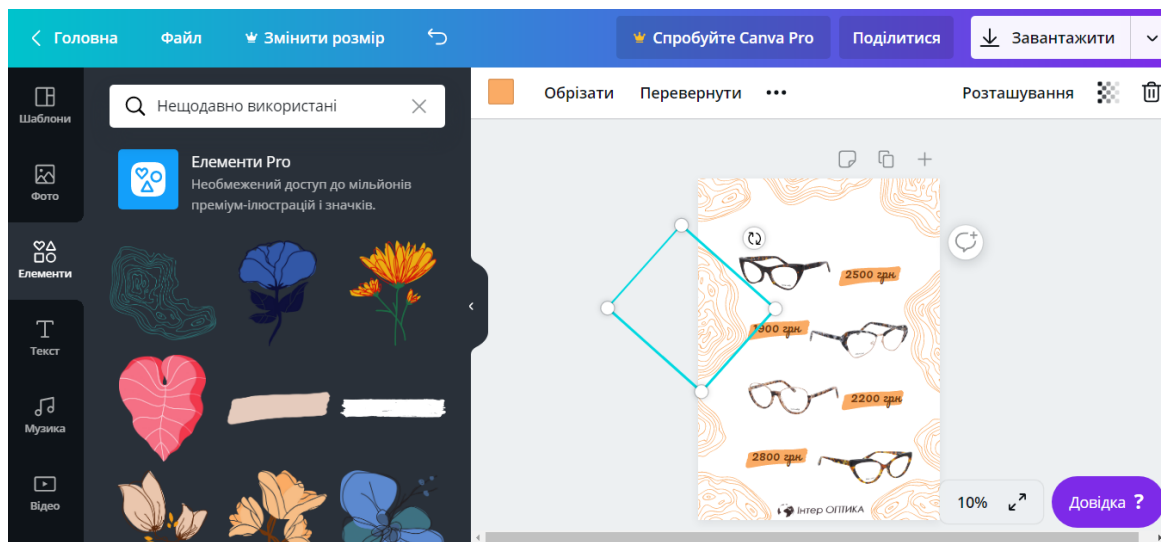 Головна Файл Змінити розмір Спробуйте Canva Pro Поділитися Завантажити
Шаблони
Фото
Елементи
Текст
Музика
Відео
Нещодавно використані
Елементи Pro
Необмежений доступ до мільйонів
преміум-ілюстрацій і значків.
Обрізати Перевернути ••• Розташування
2500 грн
1900 грн
2200 грн
2800 грн
Інтер ОПТИКА
10%
Довідка ?